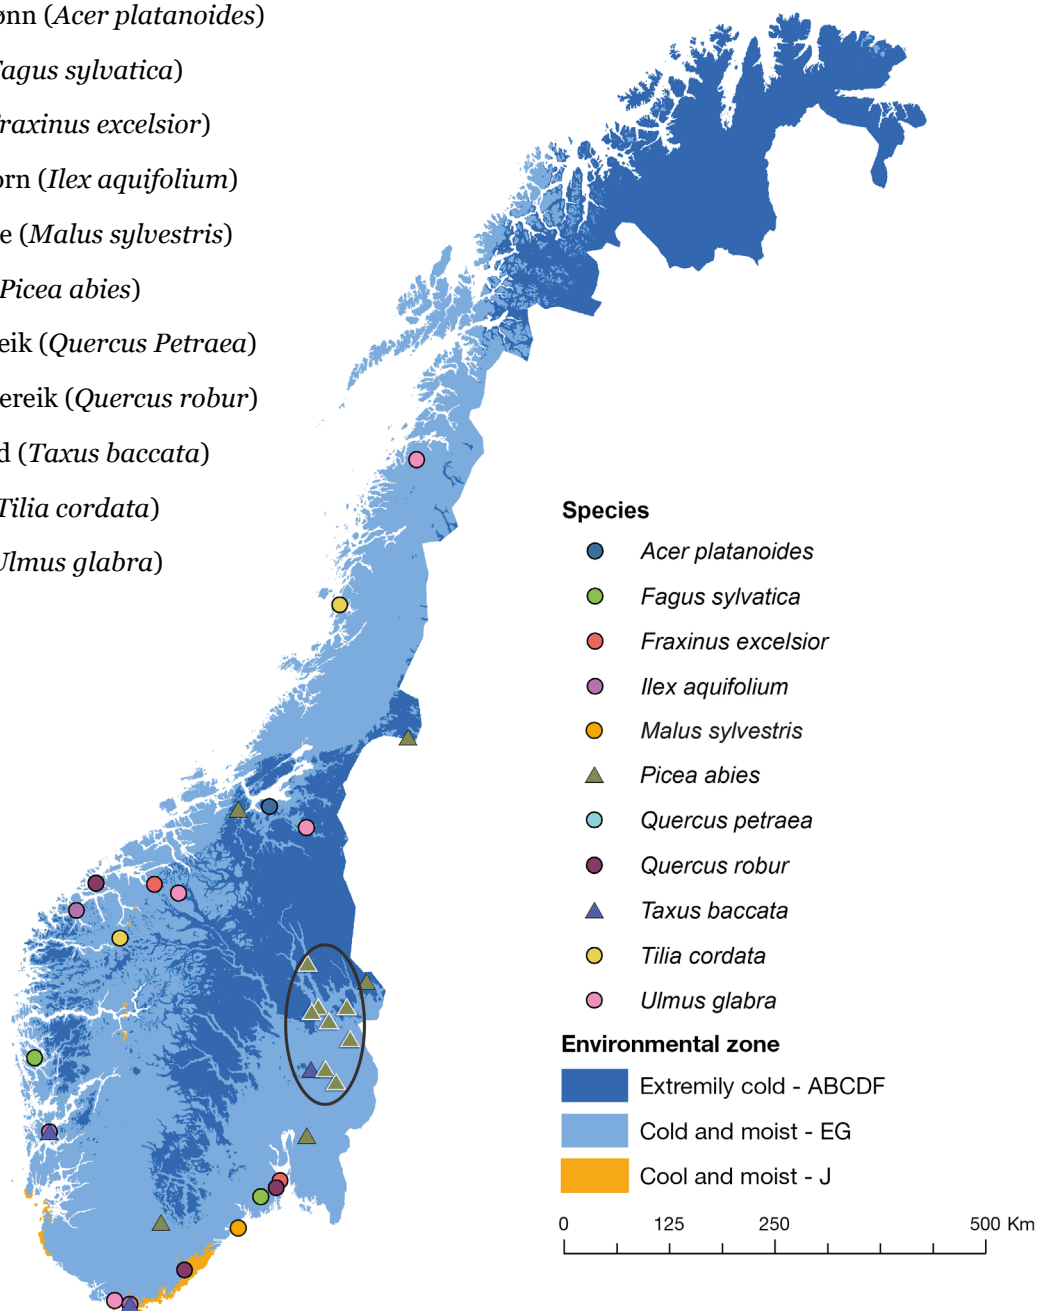 ønn (Acer platanoides)
Fagus sylvatica)
Fraxinus excelsior)
orn (Ilex aquifolium)
e (Malus sylvestris)
Picea abies)
eik (Quercus Petraea)
ereik (Quercus robur)
d (Taxus baccata)
Tilia cordata)
Ulmus glabra)
Species
Acer platanoides
Fagus sylvatica
Fraxinus excelsior
Ilex aquifolium
Malus sylvestris
Picea abies
Quercus petraea
Quercus robur
Taxus baccata
Tilia cordata
Ulmus glabra
Environmental zone
Extremily cold - ABCDF
Cold and moist - EG
Cool and moist - J
0 125 250 500 Km